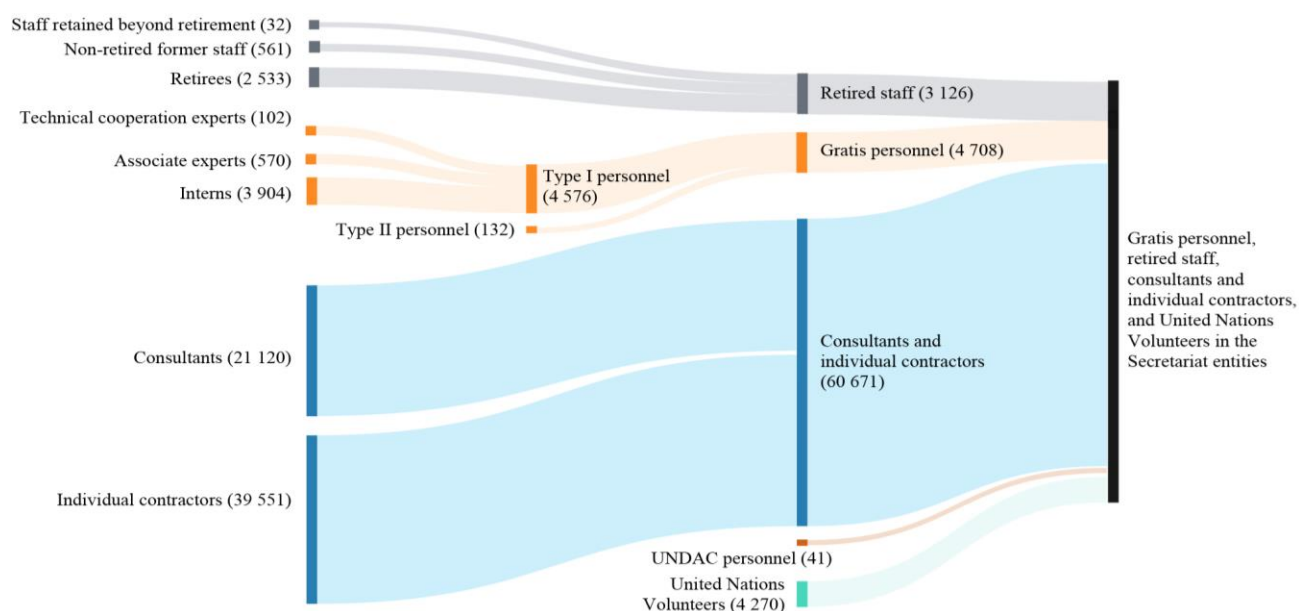 Staff retained beyond retirement (32)
Non-retired former staff (561)
Retirees (2 533)
Technical cooperation experts (102)
Associate experts (570)
Interns (3 904)
Type I personnel
(4 576)
Type II personnel (132)
Consultants (21 120)
Individual contractors (39 551)
Retired staff (3 126)
Gratis personnel (4 708)
Consultants and
individual contractors
(60 671)
UNDAC personnel (41)
United Nations
Volunteers (4 270)
Gratis personnel,
retired staff,
consultants and
individual contractors,
and United Nations
Volunteers in the
Secretariat entities